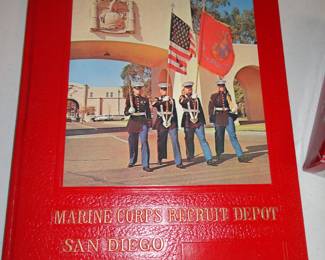 MARINE CORPS RECRUIT DEPOT
SAN DIEGO